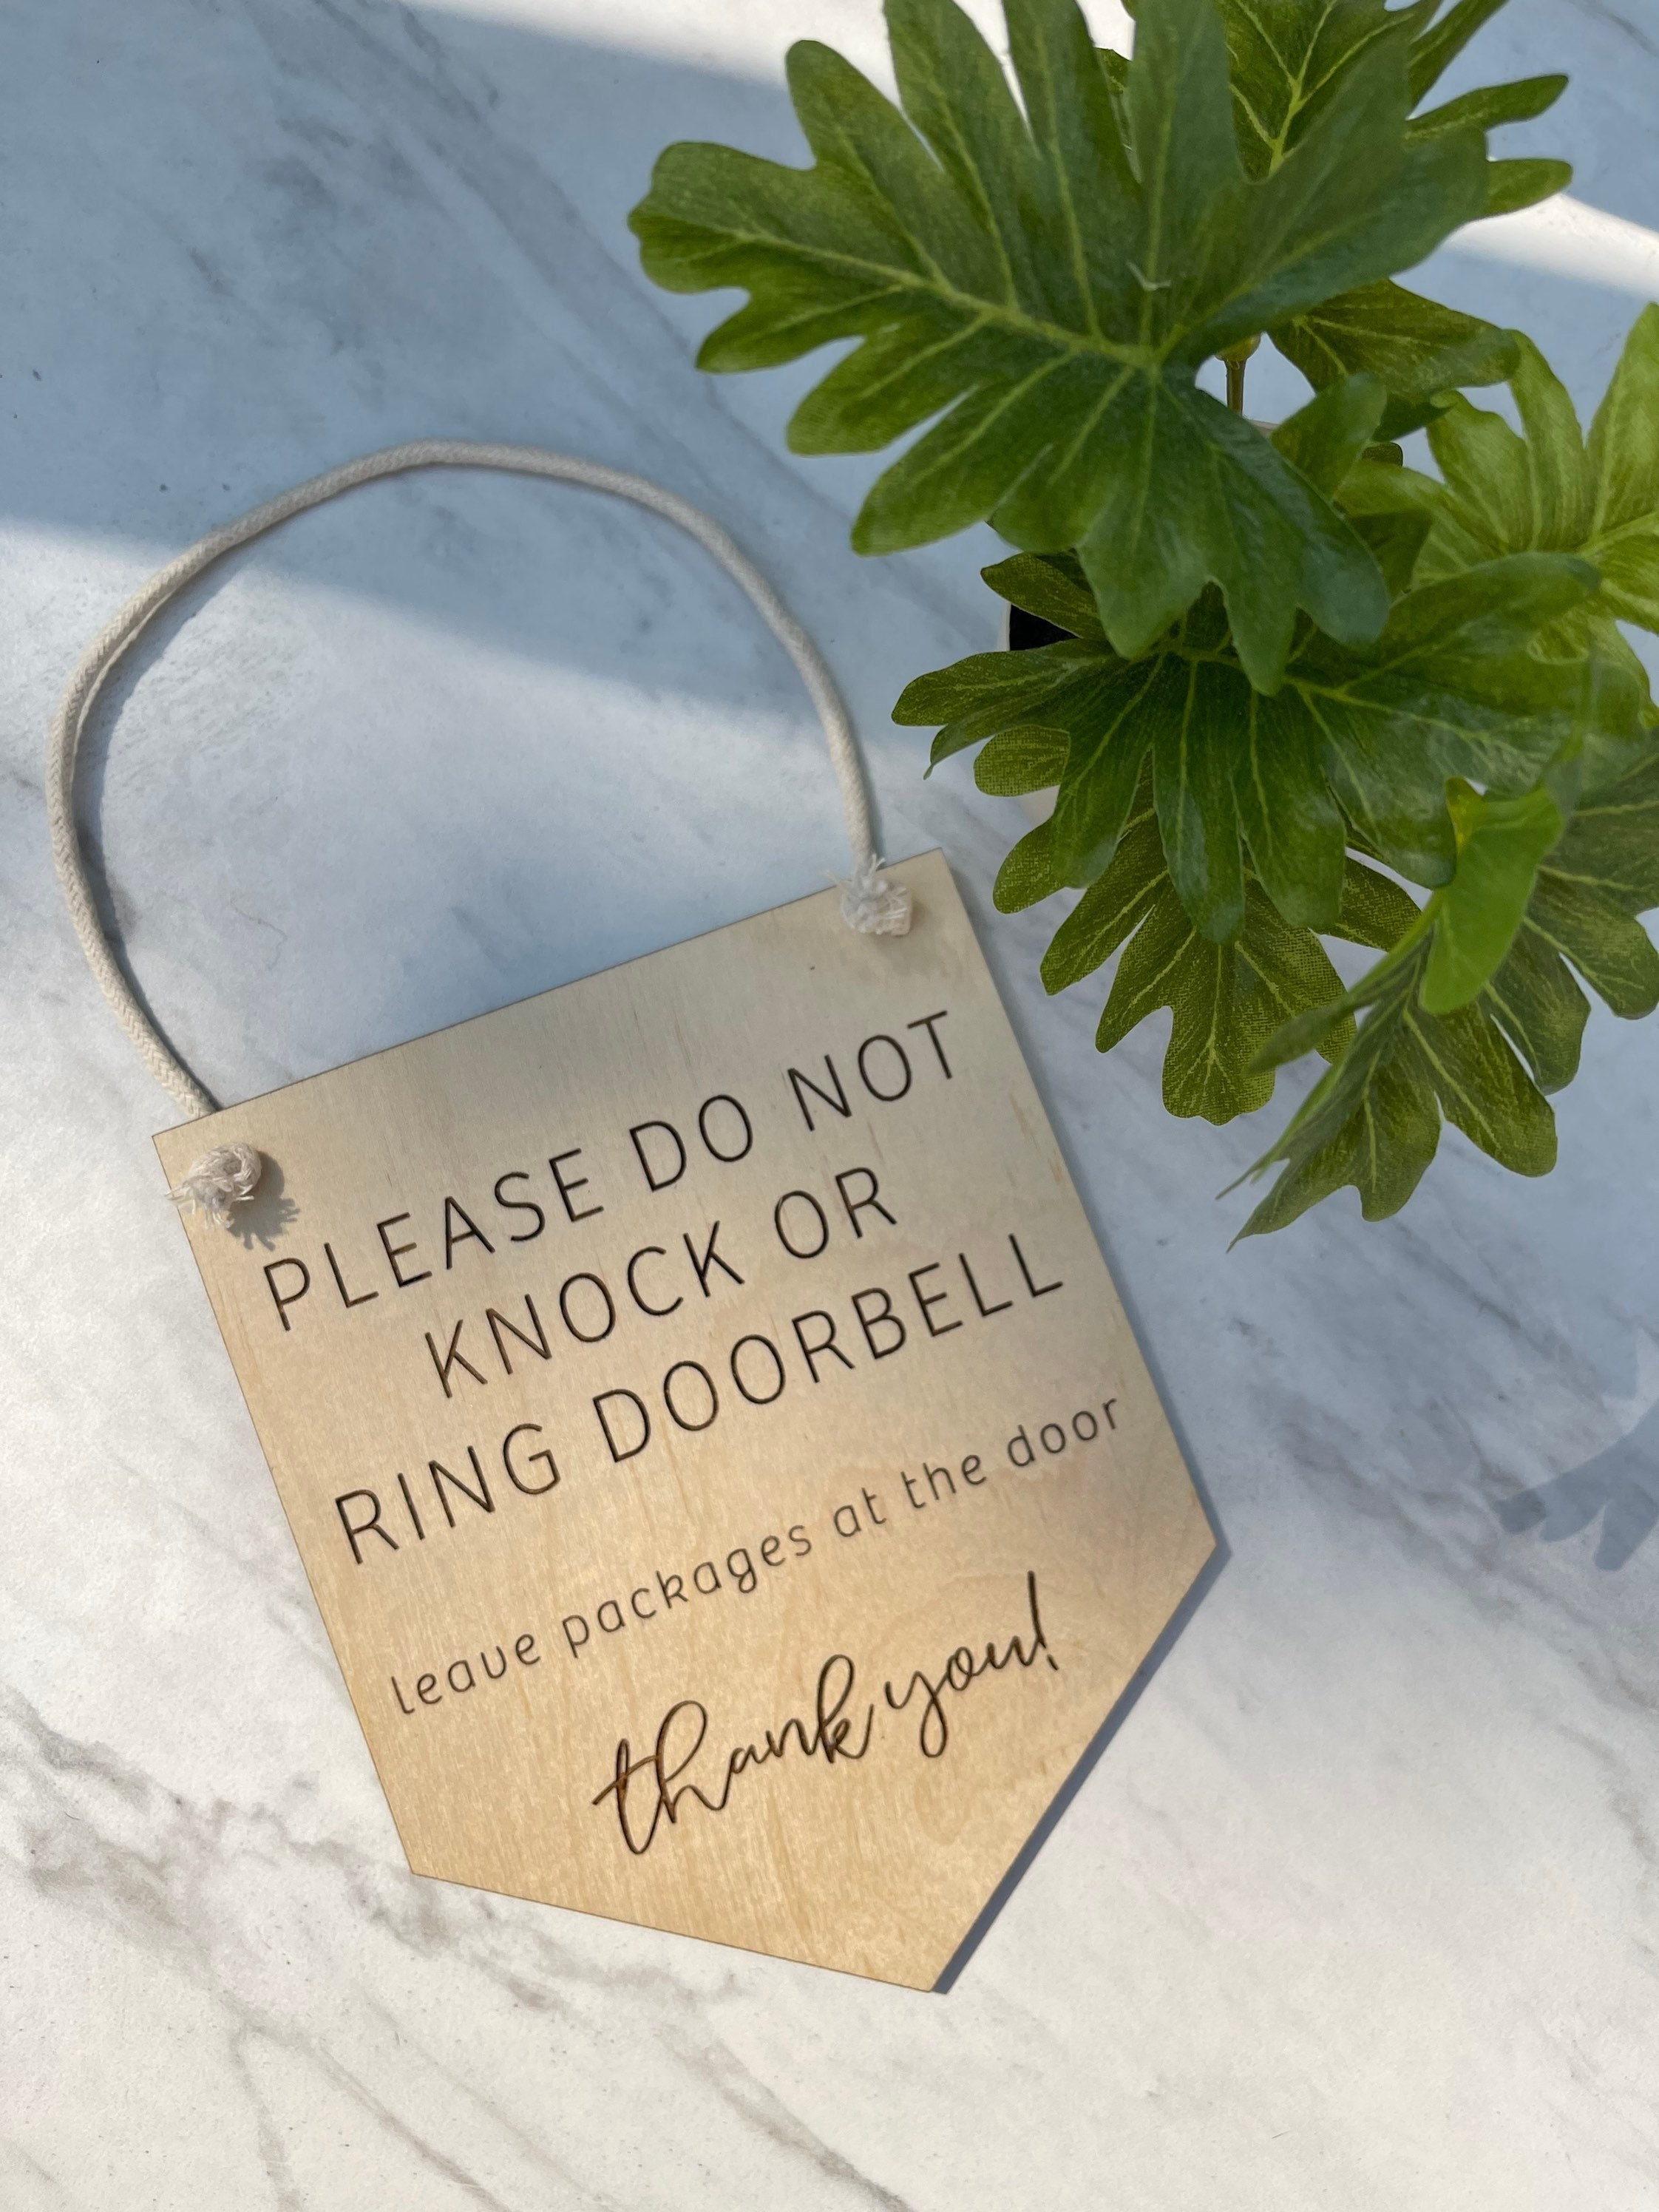 PLEASE DO NOT
KNOCK OR
RING DOORBELL
leave packages at the door
thank you!